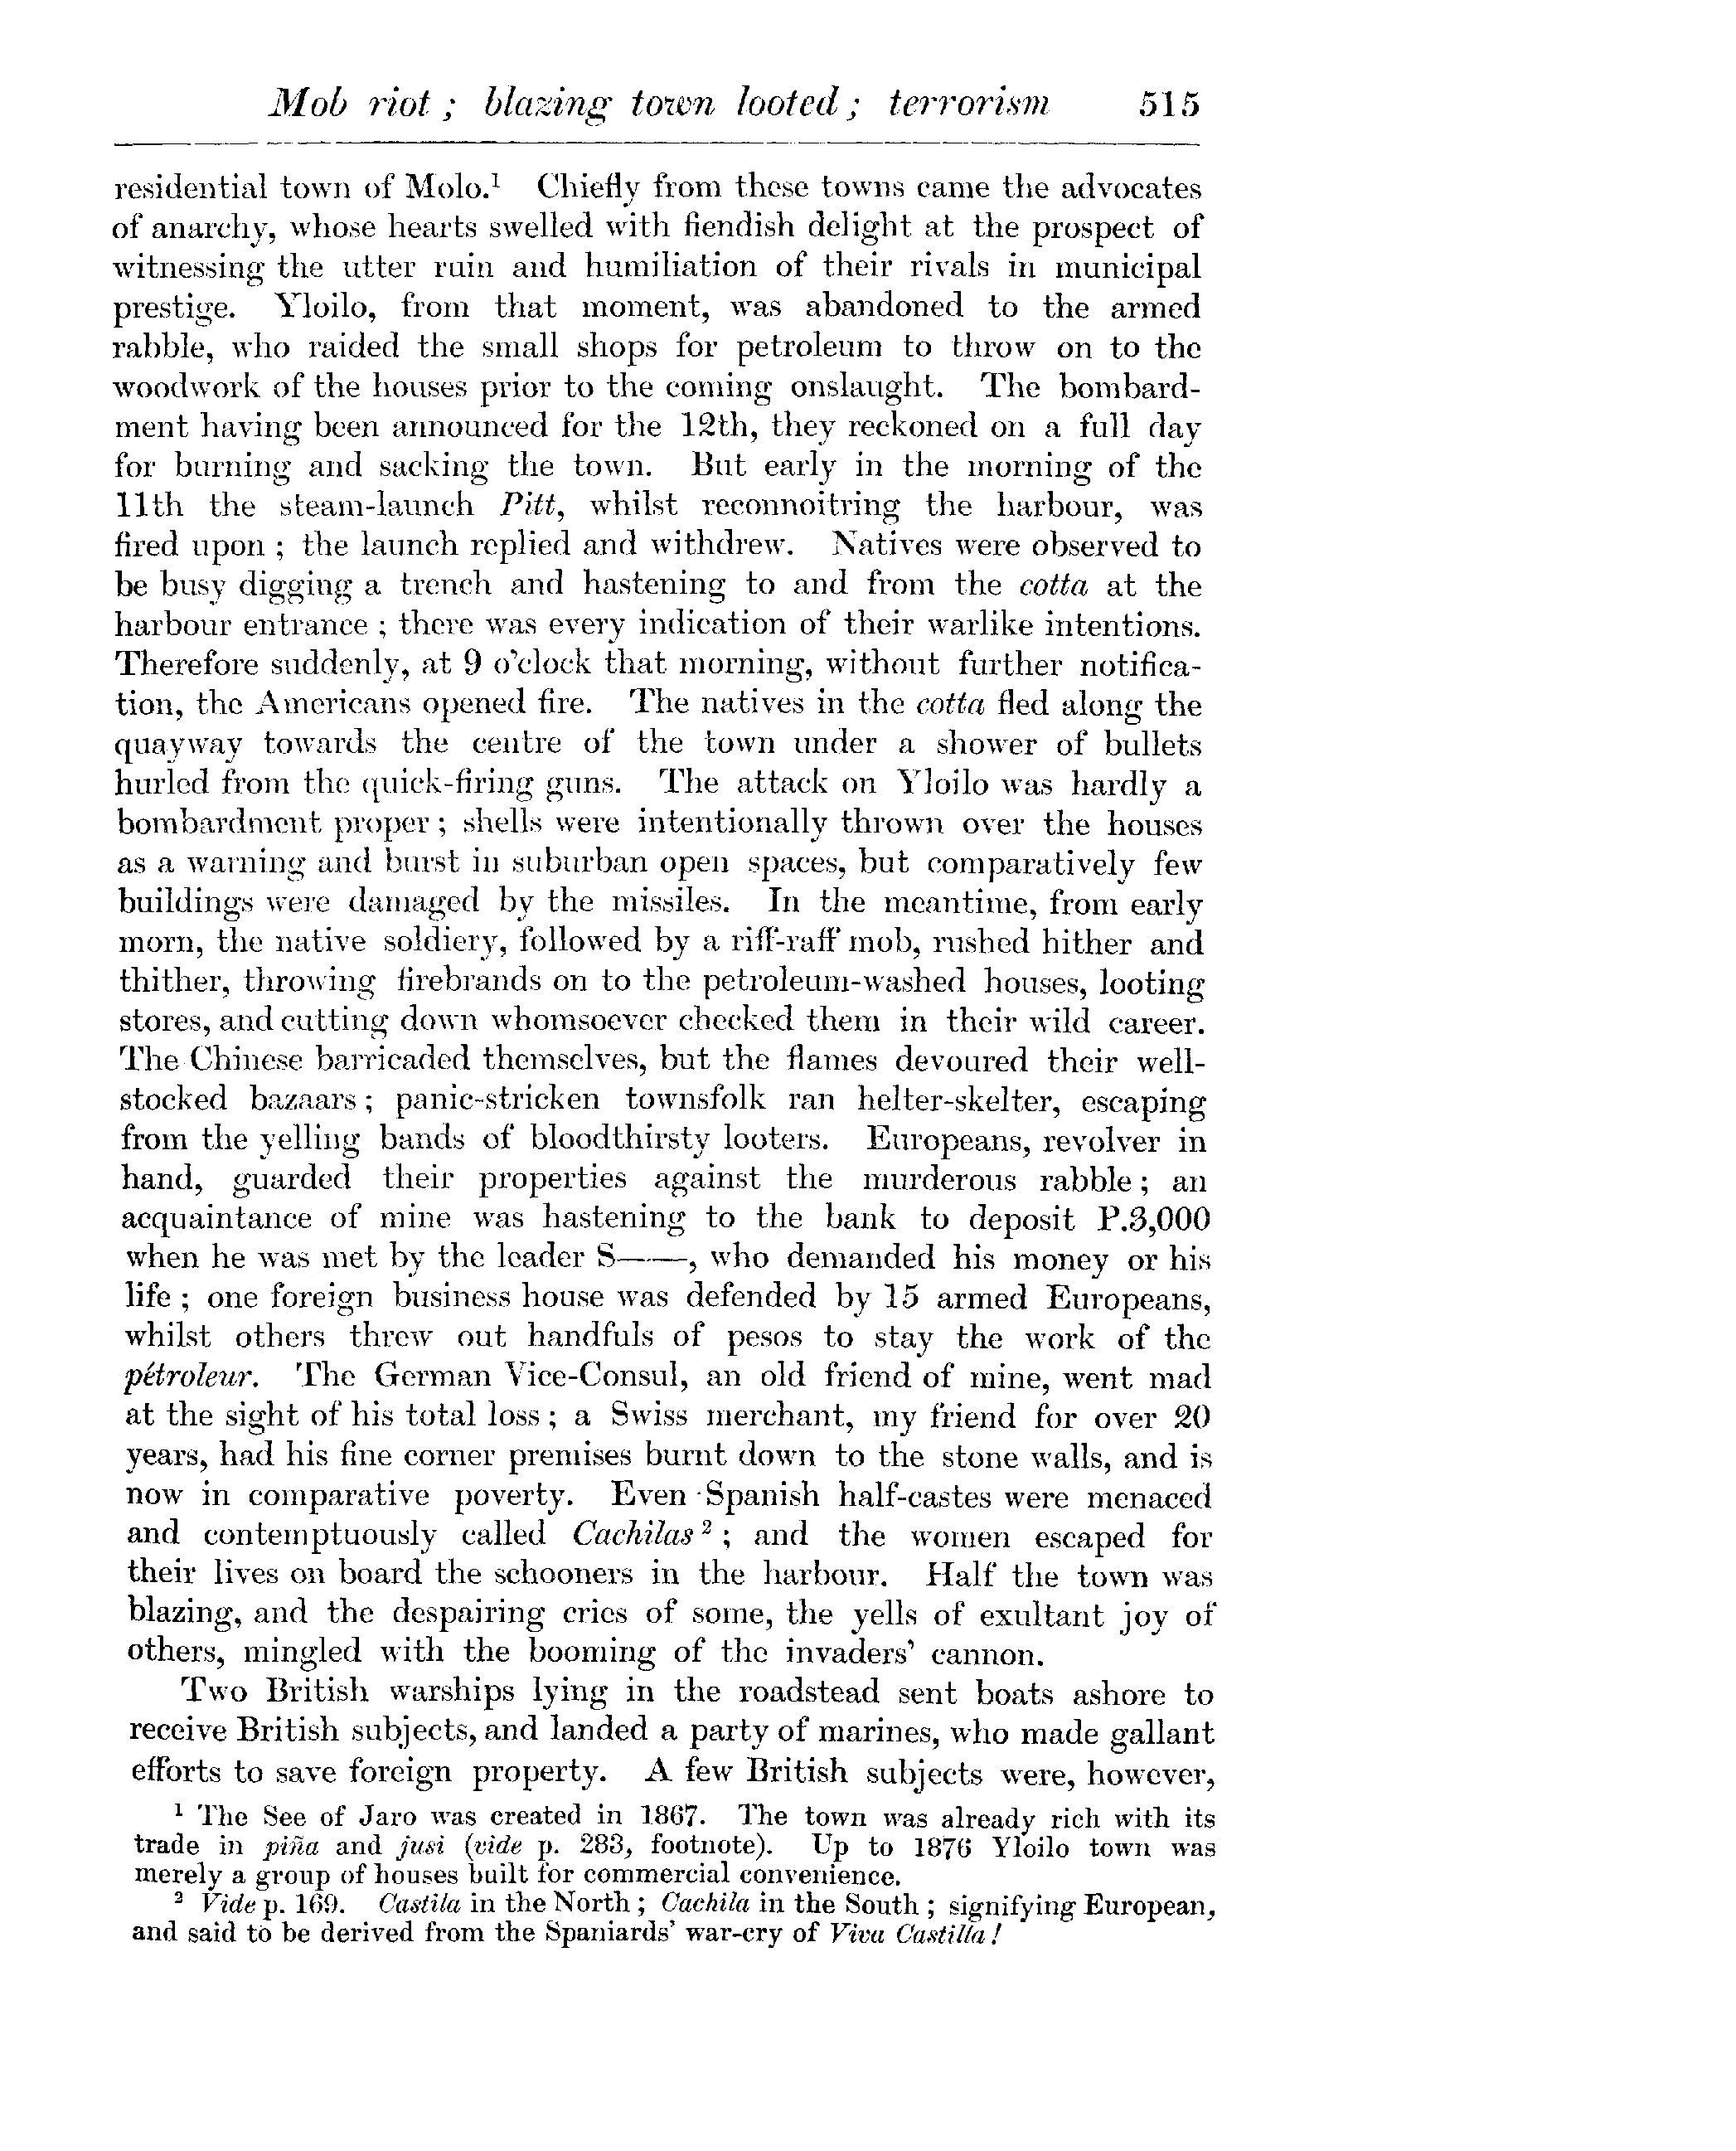 Mob riot ; blazing town looted ; terrorism 515
residential town of Molo.¹ Chiefly from these towns came the advocates
of anarchy, whose hearts swelled with fiendish delight at the prospect of
witnessing the utter ruin and humiliation of their rivals in municipal
prestige. Yloilo, from that moment, was abandoned to the armed
rabble, who raided the small shops for petroleum to throw on to the
woodwork of the houses prior to the coming onslaught. The bombard-
ment having been announced for the 12th, they reckoned on a full day
for burning and sacking the town. But early in the morning of the
11th the steam-launch Pitt, whilst reconnoitring the harbour, was
fired upon ; the launch replied and withdrew. Natives were observed to
be busy digging a trench and hastening to and from the cotta at the
harbour entrance ; there was every indication of their warlike intentions.
Therefore suddenly, at 9 o'clock that morning, without further notifica-
tion, the Americans opened fire. The natives in the cotta fled along the
quayway towards the centre of the town under a shower of bullets
hurled from the quick-firing guns. The attack on Yloilo was hardly a
bombardment proper ; shells were intentionally thrown over the houses
as a warning and burst in suburban open spaces, but comparatively few
buildings were damaged by the missiles. In the meantime, from early
morn, the native soldiery, followed by a riff-raff mob, rushed hither and
thither, throwing firebrands on to the petroleum-washed houses, looting
stores, and cutting down whomsoever checked them in their wild career.
The Chinese barricaded themselves, but the flames devoured their well-
stocked bazaars ; panic-stricken townsfolk ran helter-skelter, escaping
from the yelling bands of bloodthirsty looters. Europeans, revolver in
hand, guarded their properties against the murderous rabble ; an
acquaintance of mine was hastening to the bank to deposit P.3,000
when he was met by the leader S——, who demanded his money or his
life ; one foreign business house was defended by 15 armed Europeans,
whilst others threw out handfuls of pesos to stay the work of the
pétroleur. The German Vice-Consul, an old friend of mine, went mad
at the sight of his total loss ; a Swiss merchant, my friend for over 20
years, had his fine corner premises burnt down to the stone walls, and is
now in comparative poverty. Even Spanish half-castes were menaced
and contemptuously called Cachilas ² ; and the women escaped for
their lives on board the schooners in the harbour. Half the town was
blazing, and the despairing cries of some, the yells of exultant joy of
others, mingled with the booming of the invaders' cannon.
Two British warships lying in the roadstead sent boats ashore to
receive British subjects, and landed a party of marines, who made gallant
efforts to save foreign property. A few British subjects were, however,
¹ The See of Jaro was created in 1867. The town was already rich with its
trade in piña and jusi (vide p. 283, footnote). Up to 1876 Yloilo town was
merely a group of houses built for commercial convenience.
² Vide p. 169. Castila in the North ; Cachila in the South ; signifying European,
and said to be derived from the Spaniards' war-cry of Viva Castilla !